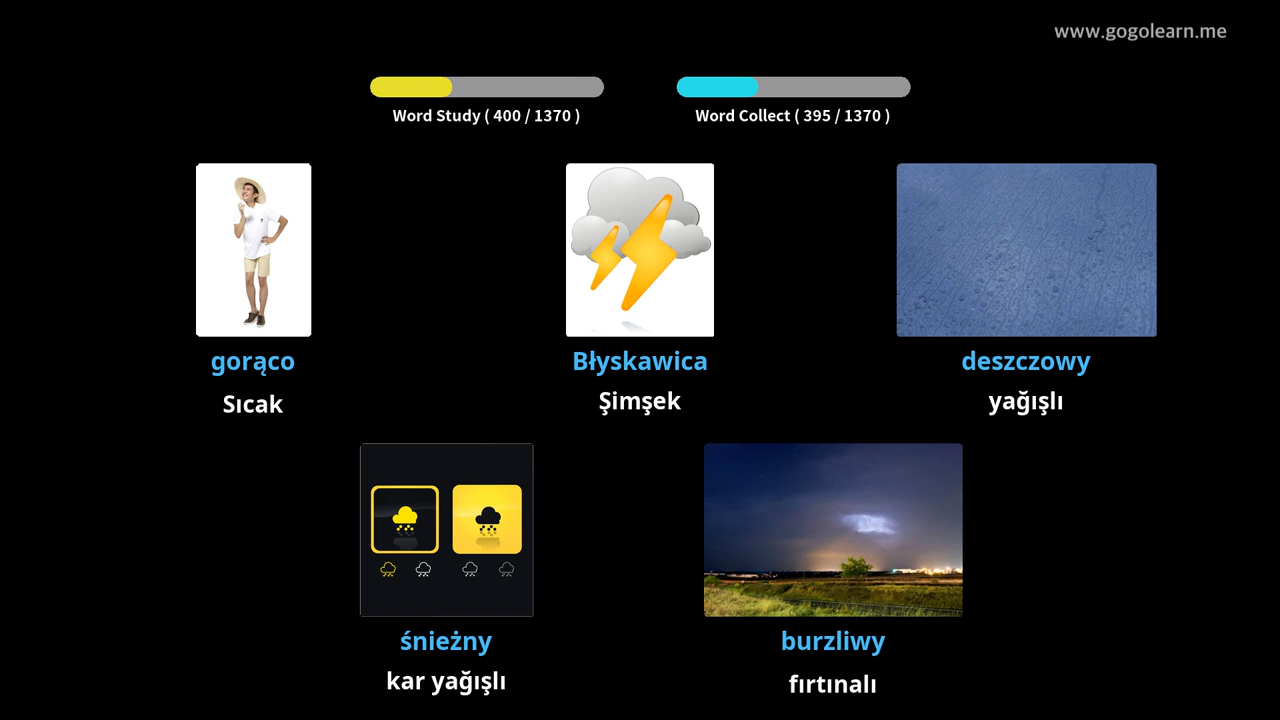 www.gogolearn.me
Word Study ( 400 / 1370 )
Word Collect ( 395 / 1370 )
gorąco
Sıcak
Błyskawica
Şimşek
deszczowy
yağışlı
śnieżny
kar yağışlı
burzliwy
fırtınalı